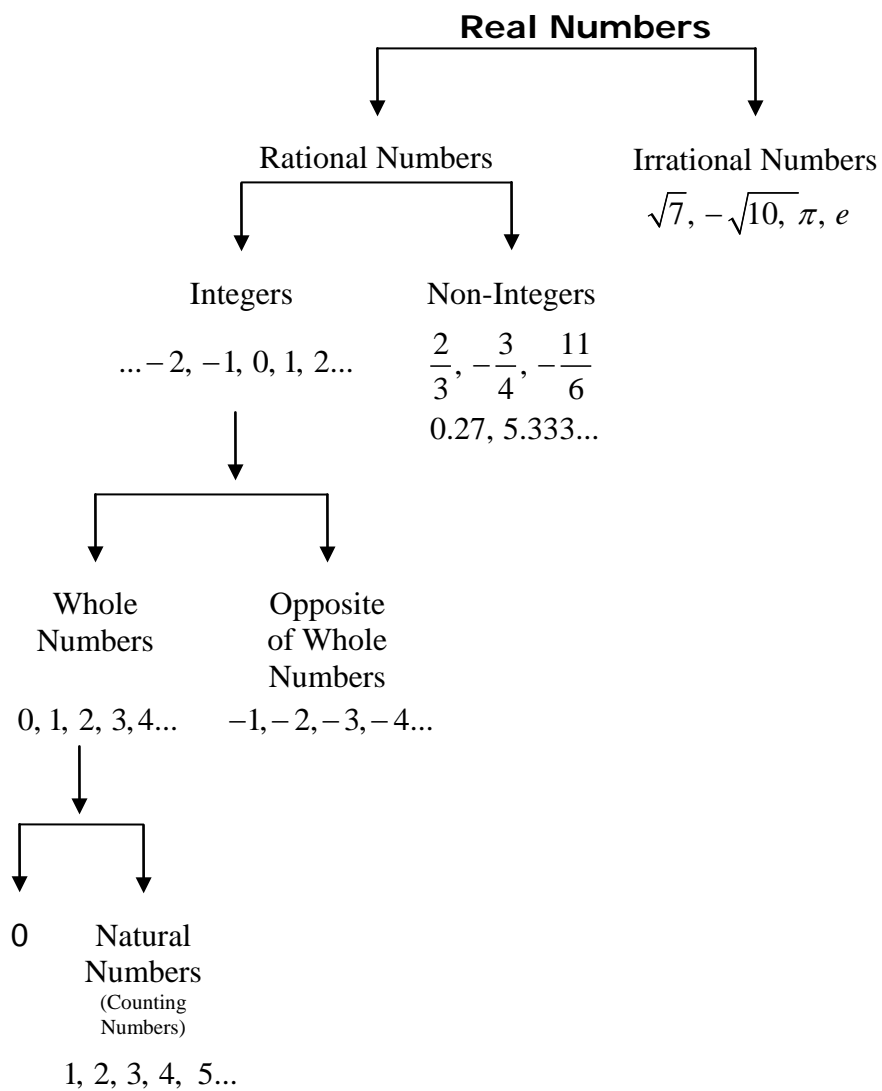 Real Numbers
Rational Numbers
Irrational Numbers
√7, −√10, π, e
Integers
Non-Integers
...−2, −1, 0, 1, 2...
2/3, −3/4, −11/6
0.27, 5.333...
Whole
Numbers
Opposite
of Whole
Numbers
0, 1, 2, 3, 4...
−1, −2, −3, −4...
0
Natural
Numbers
(Counting
Numbers)
1, 2, 3, 4, 5...